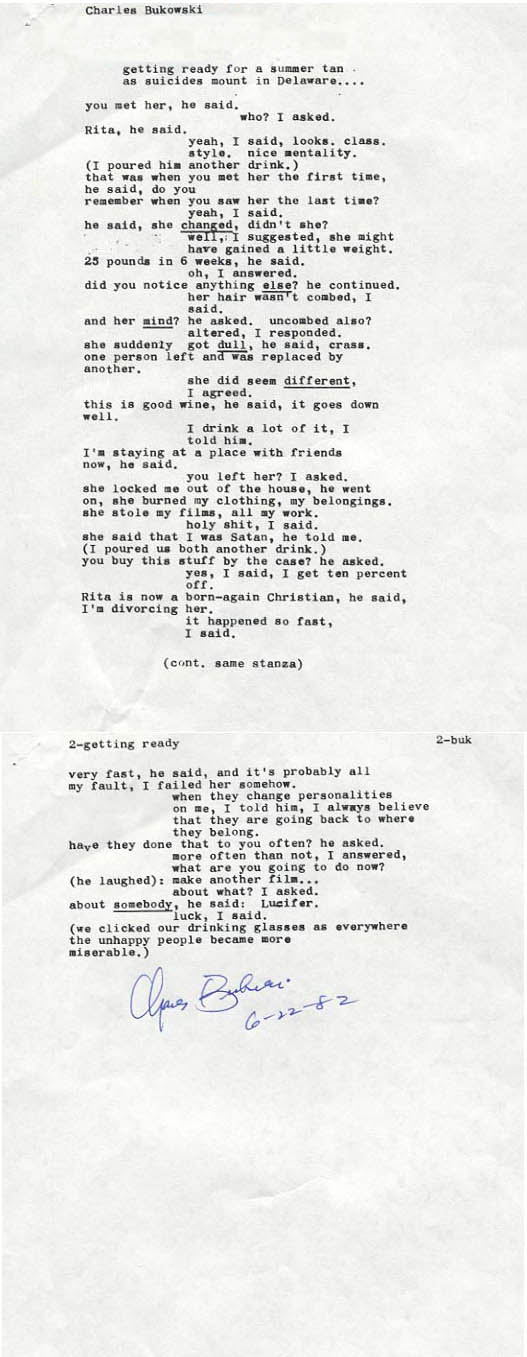 Charles Bukowski
getting ready for a summer tan
as suicides mount in Delaware....
you met her, he said.
who? I asked.
Rita, he said.
yeah, I said, looks. class.
style. nice mentality.
(I poured him another drink.)
that was when you met her the first time,
he said, do you
remember when you saw her the last time?
yeah, I said.
he said, she changed, didn't she?
well, I suggested, she might
have gained a little weight.
25 pounds in 6 weeks, he said.
oh, I answered.
did you notice anything else? he continued.
her hair wasn't combed, I
said.
and her mind? he asked. uncombed also?
altered, I responded.
she suddenly got dull, he said, crass.
one person left and was replaced by
another.
she did seem different,
I agreed.
this is good wine, he said, it goes down
well.
I drink a lot of it, I
told him.
I'm staying at a place with friends
now, he said.
you left her? I asked.
she locked me out of the house, he went
on, she burned my clothing, my belongings.
she stole my films, all my work.
holy shit, I said.
she said that I was Satan, he told me.
(I poured us both another drink.)
you buy this stuff by the case? he asked.
yes, I said, I get ten percent
off.
Rita is now a born-again Christian, he said,
I'm divorcing her.
it happened so fast,
I said.
(cont. same stanza)
2-getting ready 2-buk
very fast, he said, and it's probably all
my fault, I failed her somehow.
when they change personalities
on me, I told him, I always believe
that they are going back to where
they belong.
have they done that to you often? he asked.
more often than not, I answered,
what are you going to do now?
(he laughed): make another film...
about what? I asked.
about somebody, he said: Lucifer.
luck, I said.
(we clicked our drinking glasses as everywhere
the unhappy people became more
miserable.)
Charles Bukowski
6-22-82